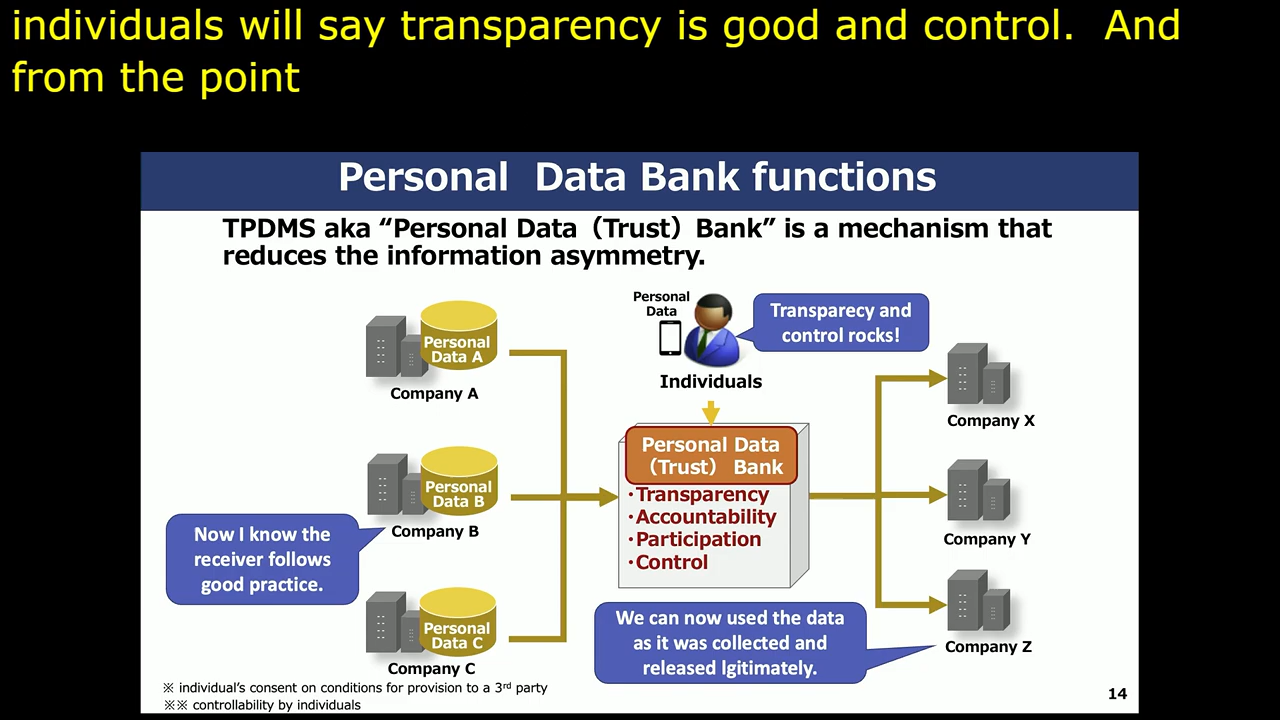 individuals will say transparency is good and control.  And
from the point
Personal  Data Bank functions
TPDMS aka “Personal Data（Trust）Bank” is a mechanism that
reduces the information asymmetry.
Personal
Data
Transparecy and
control rocks!
Individuals
Personal
Data A
Company A
Personal
Data B
Company B
Now I know the
receiver follows
good practice.
Personal
Data C
Company C
Personal Data
（Trust） Bank
・Transparency
・Accountability
・Participation
・Control
Company X
Company Y
Company Z
We can now used the data
as it was collected and
released lgitimately.
※ individual’s consent on conditions for provision to a 3rd party
※※ controllability by individuals
14